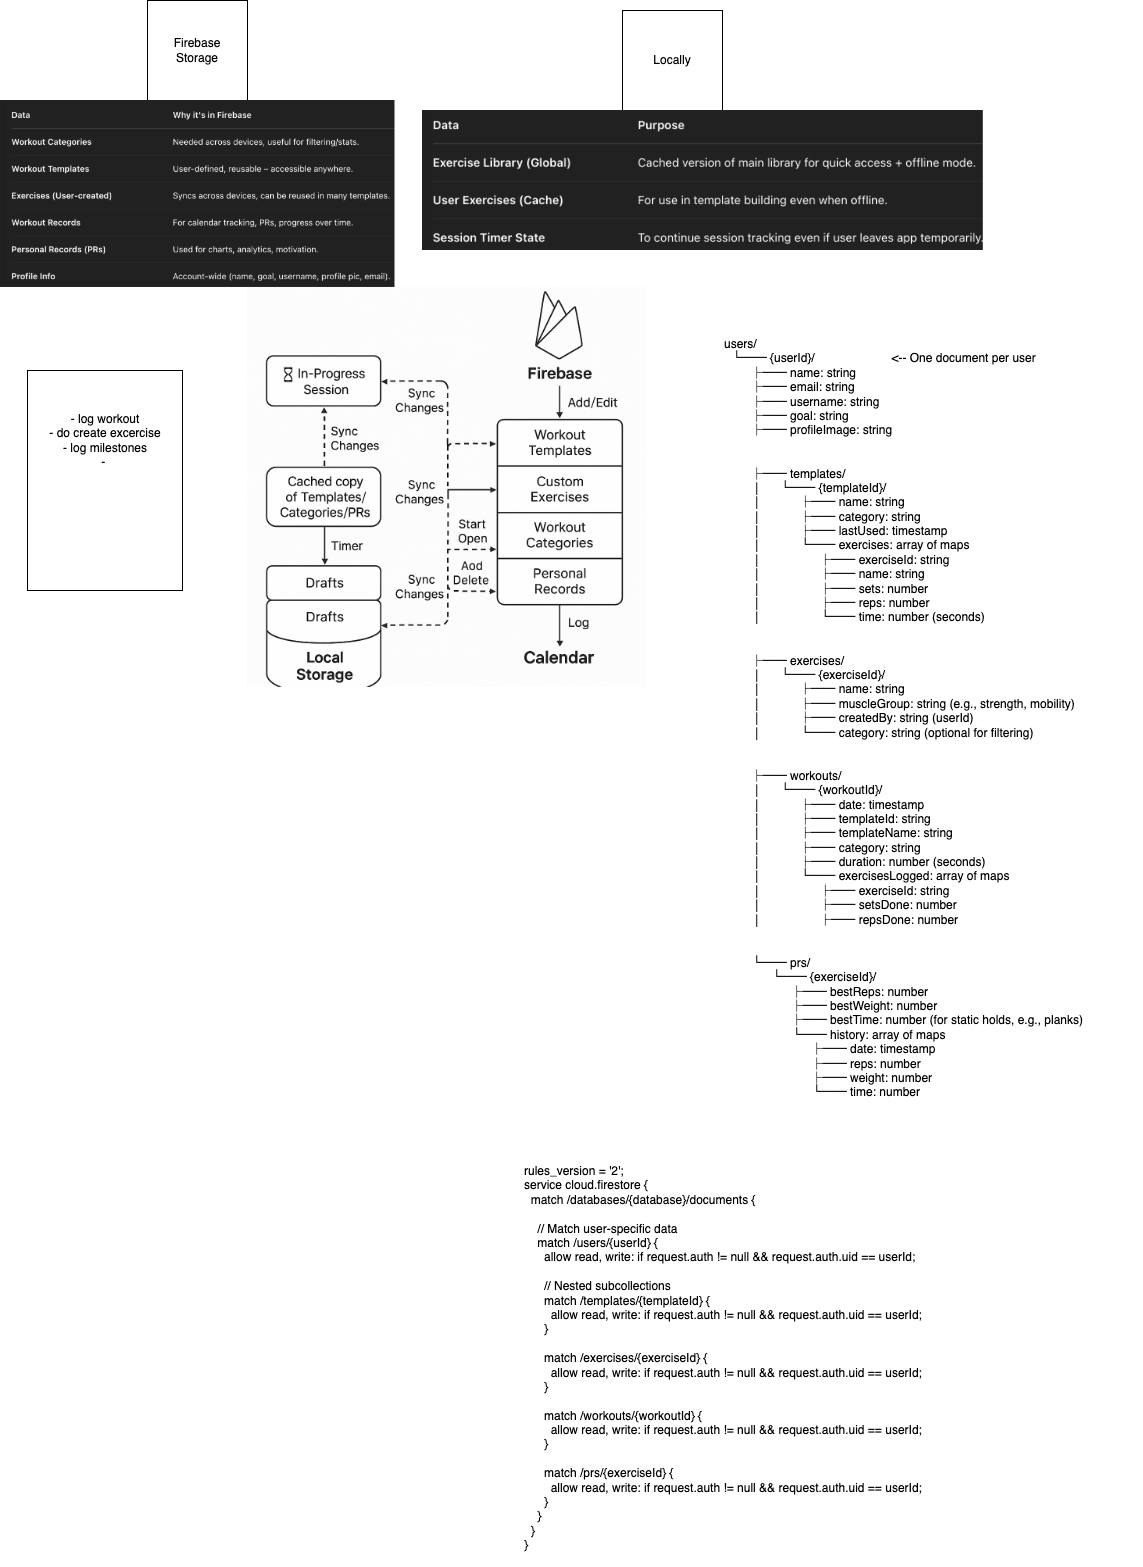 Firebase
Storage
Locally
Data Why it's in Firebase
Workout Categories Needed across devices, useful for filtering/stats.
Workout Templates User-defined, reusable – accessible anywhere.
Exercises (User-created) Syncs across devices, can be reused in many templates.
Workout Records For calendar tracking, PRs, progress over time.
Personal Records (PRs) Used for charts, analytics, motivation.
Profile Info Account-wide (name, goal, username, profile pic, email).
Data Purpose
Exercise Library (Global) Cached version of main library for quick access + offline mode.
User Exercises (Cache) For use in template building even when offline.
Session Timer State To continue session tracking even if user leaves app temporarily.
- log workout
- do create excercise
- log milestones
-
In-Progress
Session
Sync
Changes
Cached copy
of Templates/
Categories/PRs
Timer
Drafts
Drafts
Local
Storage
Sync
Changes
Sync
Changes
Start
Open
Aod
Delete
Sync
Changes
Firebase
Add/Edit
Workout
Templates
Custom
Exercises
Workout
Categories
Personal
Records
Log
Calendar
users/
└── {userId}/ <-- One document per user
├── name: string
├── email: string
├── username: string
├── goal: string
├── profileImage: string
├── templates/
│ └── {templateId}/
│ ├── name: string
│ ├── category: string
│ ├── lastUsed: timestamp
│ └── exercises: array of maps
│ ├── exerciseId: string
│ ├── name: string
│ ├── sets: number
│ ├── reps: number
│ └── time: number (seconds)
├── exercises/
│ └── {exerciseId}/
│ ├── name: string
│ ├── muscleGroup: string (e.g., strength, mobility)
│ ├── createdBy: string (userId)
│ └── category: string (optional for filtering)
├── workouts/
│ └── {workoutId}/
│ ├── date: timestamp
│ ├── templateId: string
│ ├── templateName: string
│ ├── category: string
│ ├── duration: number (seconds)
│ └── exercisesLogged: array of maps
│ ├── exerciseId: string
│ ├── setsDone: number
│ ├── repsDone: number
└── prs/
└── {exerciseId}/
├── bestReps: number
├── bestWeight: number
├── bestTime: number (for static holds, e.g., planks)
└── history: array of maps
├── date: timestamp
├── reps: number
├── weight: number
└── time: number
rules_version = '2';
service cloud.firestore {
match /databases/{database}/documents {
// Match user-specific data
match /users/{userId} {
allow read, write: if request.auth != null && request.auth.uid == userId;
// Nested subcollections
match /templates/{templateId} {
allow read, write: if request.auth != null && request.auth.uid == userId;
}
match /exercises/{exerciseId} {
allow read, write: if request.auth != null && request.auth.uid == userId;
}
match /workouts/{workoutId} {
allow read, write: if request.auth != null && request.auth.uid == userId;
}
match /prs/{exerciseId} {
allow read, write: if request.auth != null && request.auth.uid == userId;
}
}
}
}